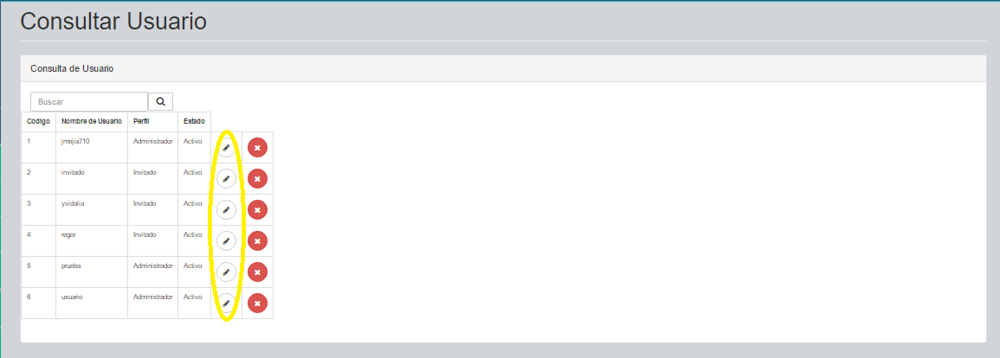 Consultar Usuario
Consulta de Usuario
Buscar
Código Nombre de Usuario Perfil Estado
1 jmejia710 Administrador Activo
2 invitado Invitado Activo
3 yvidalia Invitado Activo
4 regor Invitado Activo
5 prueba Administrador Activo
6 usuario Administrador Activo